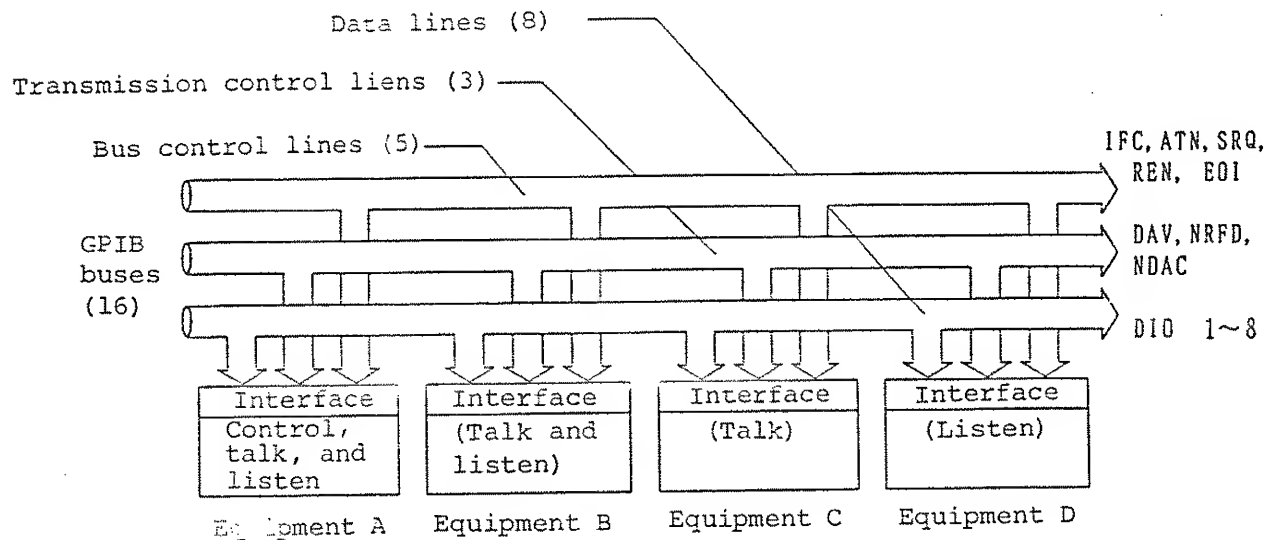 Data lines (8)
Transmission control liens (3)
Bus control lines (5)
IFC, ATN, SRQ,
REN, EOI
GPIB
buses
(16)
DAV, NRFD,
NDAC
DIO 1~8
Interface
Control,
talk, and
listen
Equipment A
Interface
(Talk and
listen)
Equipment B
Interface
(Talk)
Equipment C
Interface
(Listen)
Equipment D